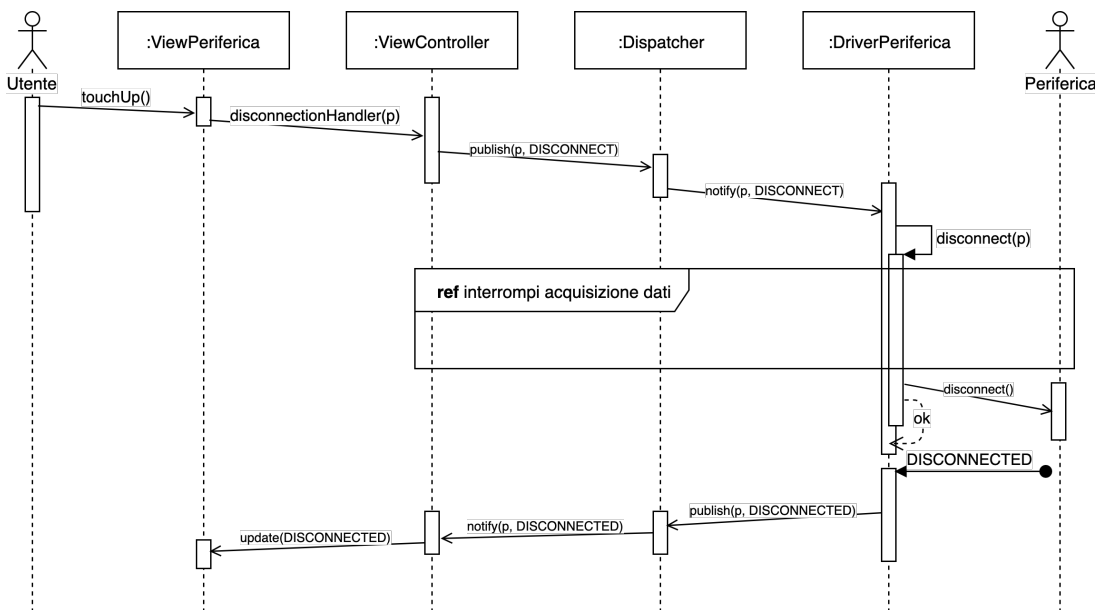 :ViewPeriferica
:ViewController
:Dispatcher
:DriverPeriferica
Utente
Periferica
touchUp()
disconnectionHandler(p)
publish(p, DISCONNECT)
notify(p, DISCONNECT)
disconnect(p)
ref interrompi acquisizione dati
disconnect()
ok
DISCONNECTED
publish(p, DISCONNECTED)
notify(p, DISCONNECTED)
update(DISCONNECTED)